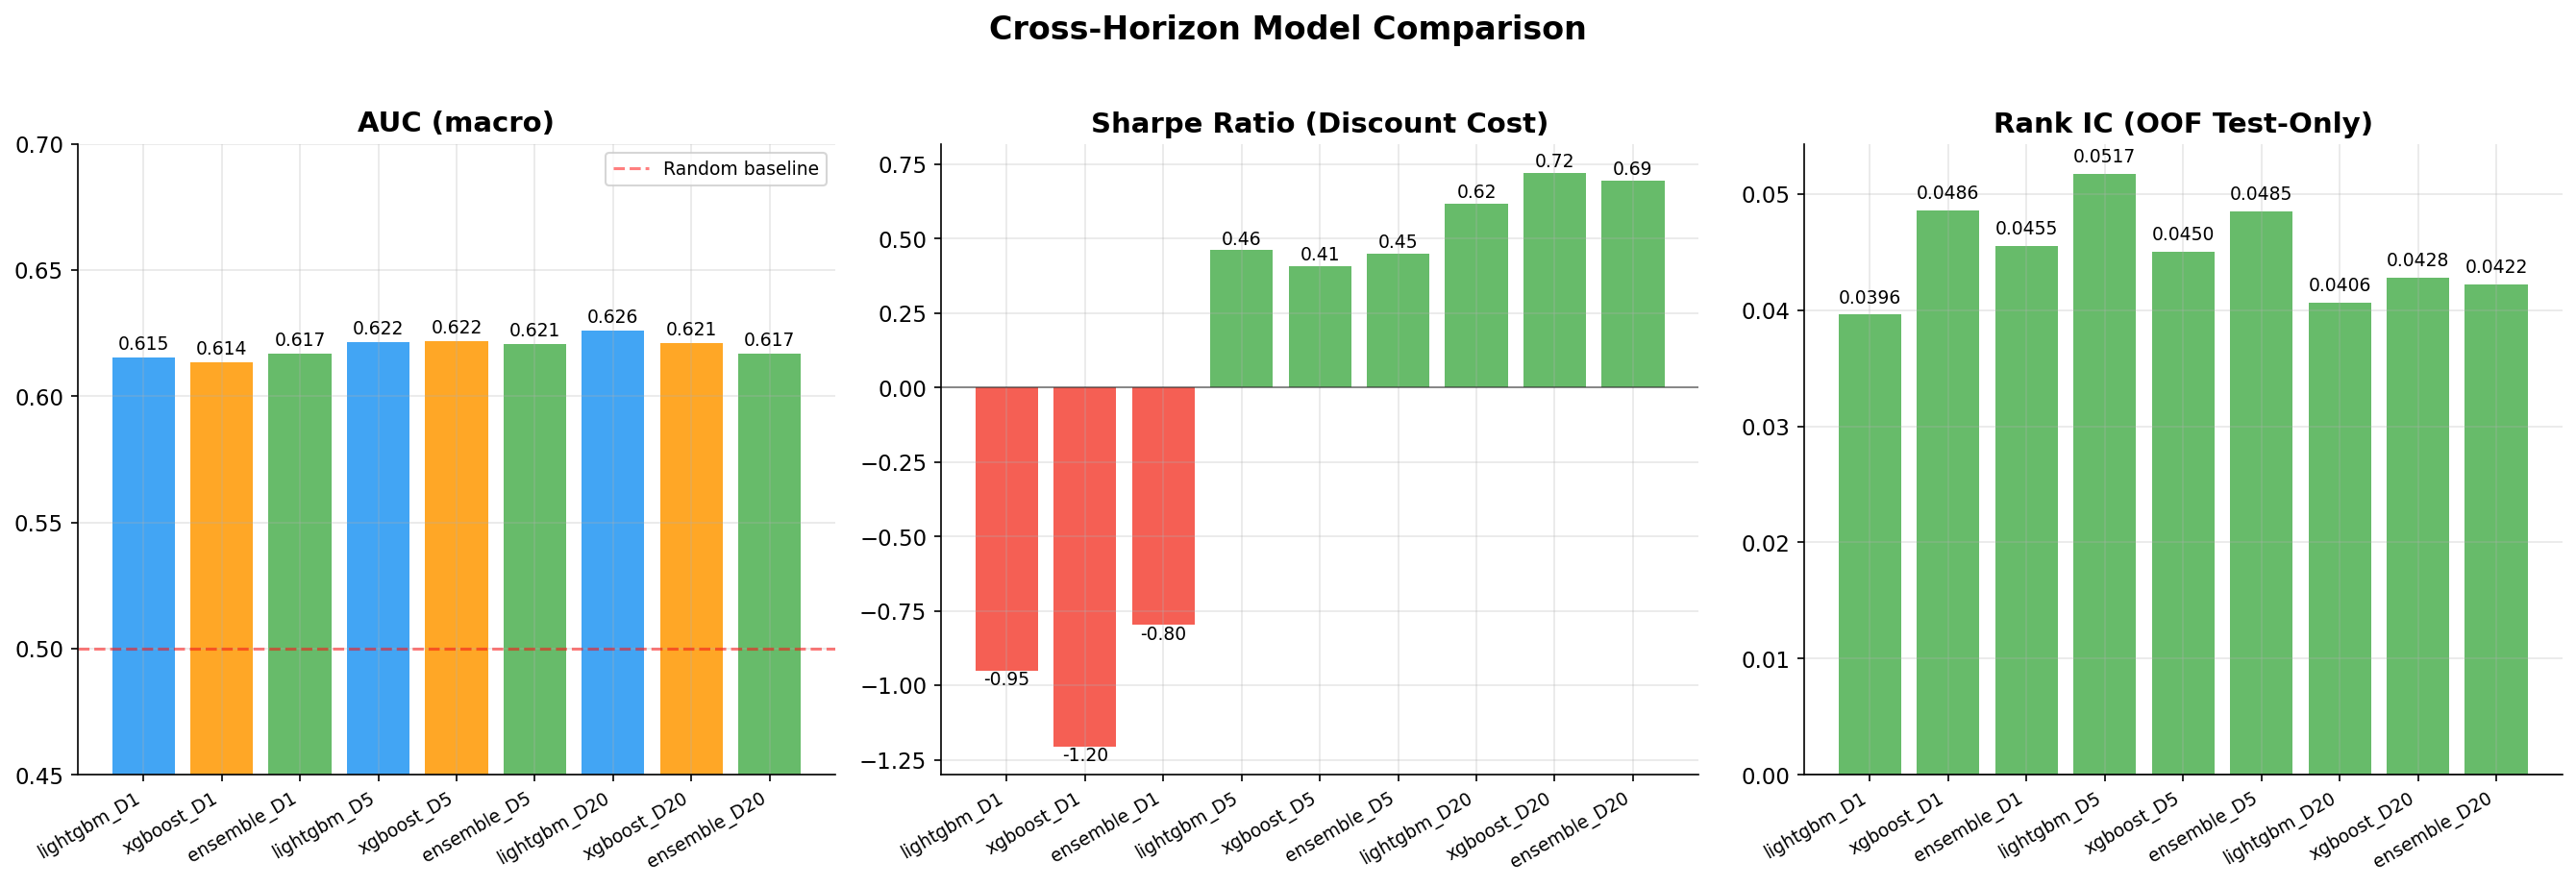 Cross-Horizon Model Comparison
AUC (macro)
0.70
0.65
0.60
0.55
0.50
0.45
Random baseline
0.615
0.614
0.617
0.622
0.622
0.621
0.626
0.621
0.617
lightgbm_D1
xgboost_D1
ensemble_D1
lightgbm_D5
xgboost_D5
ensemble_D5
lightgbm_D20
xgboost_D20
ensemble_D20
Sharpe Ratio (Discount Cost)
0.75
0.50
0.25
0.00
−0.25
−0.50
−0.75
−1.00
−1.25
-0.95
-1.20
-0.80
0.46
0.41
0.45
0.62
0.72
0.69
lightgbm_D1
xgboost_D1
ensemble_D1
lightgbm_D5
xgboost_D5
ensemble_D5
lightgbm_D20
xgboost_D20
ensemble_D20
Rank IC (OOF Test-Only)
0.05
0.04
0.03
0.02
0.01
0.00
0.0396
0.0486
0.0455
0.0517
0.0450
0.0485
0.0406
0.0428
0.0422
lightgbm_D1
xgboost_D1
ensemble_D1
lightgbm_D5
xgboost_D5
ensemble_D5
lightgbm_D20
xgboost_D20
ensemble_D20